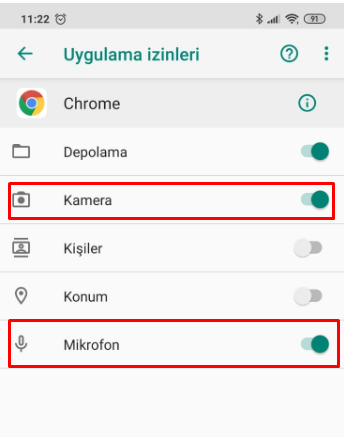 11:22
91
Uygulama izinleri
Chrome
Depolama
Kamera
Kişiler
Konum
Mikrofon